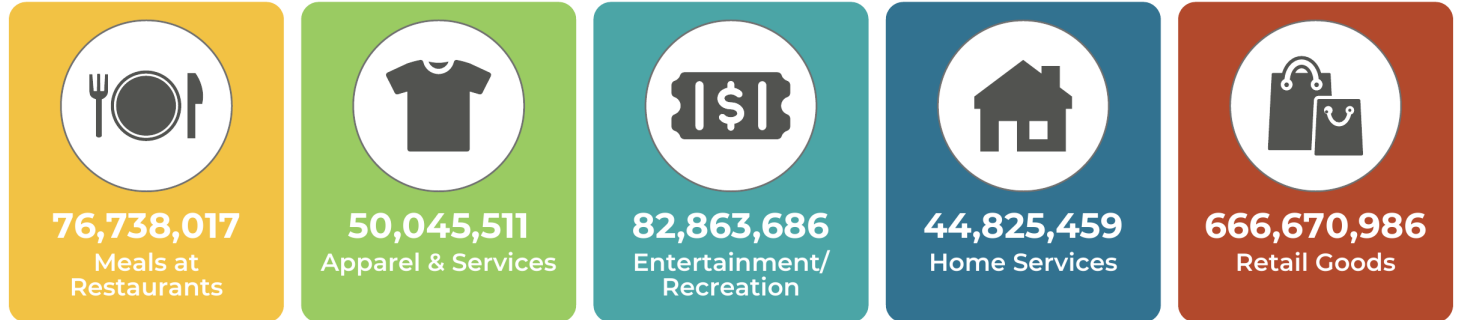 76,738,017
Meals at
Restaurants
50,045,511
Apparel & Services
$
82,863,686
Entertainment/
Recreation
44,825,459
Home Services
666,670,986
Retail Goods